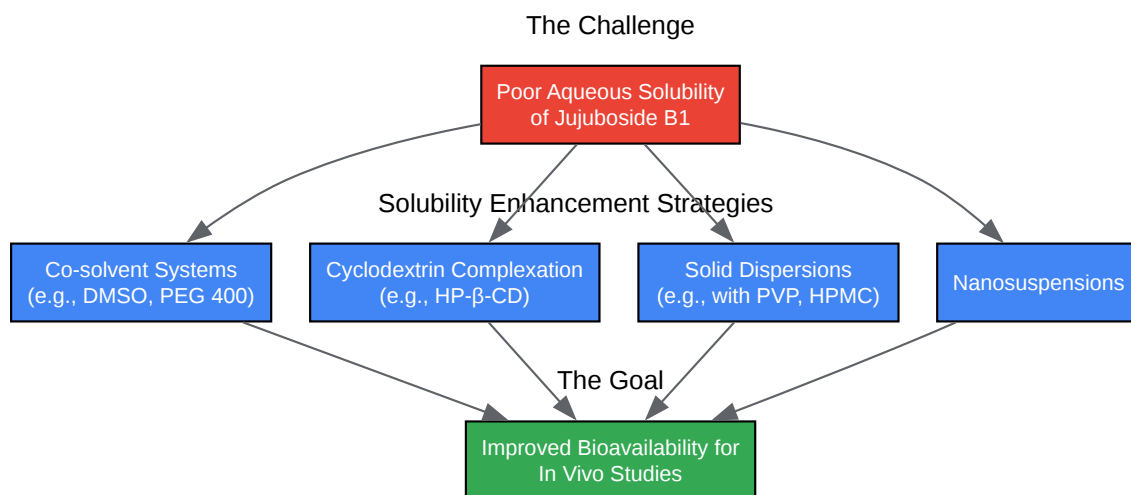 The Challenge
Poor Aqueous Solubility
of Jujuboside B1
Solubility Enhancement Strategies
Co-solvent Systems
(e.g., DMSO, PEG 400)
Cyclodextrin Complexation
(e.g., HP-β-CD)
Solid Dispersions
(e.g., with PVP, HPMC)
Nanosuspensions
The Goal
Improved Bioavailability for
In Vivo Studies